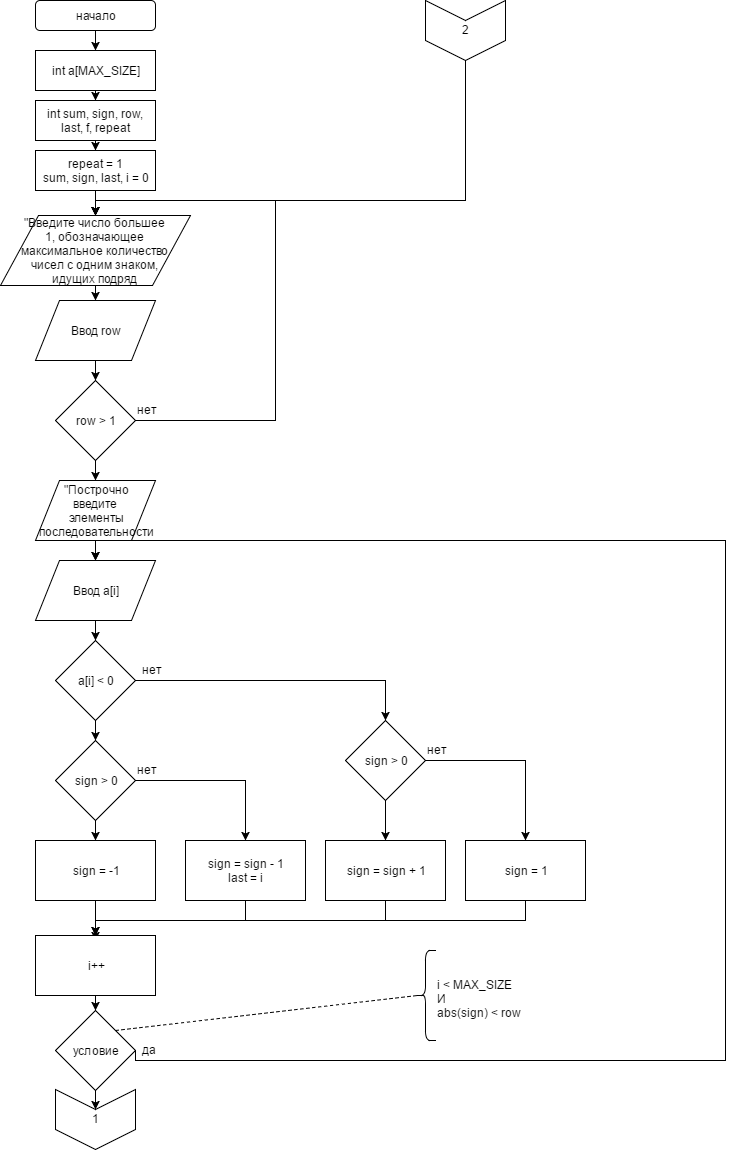 начало
2
int a[MAX_SIZE]
int sum, sign, row,
last, f, repeat
repeat = 1
sum, sign, last, i = 0
"Введите число большее
1, обозначающее
максимальное количество
чисел с одним знаком,
идущих подряд
Ввод row
row > 1
нет
"Построчно
введите
элементы
последовательности
Ввод a[i]
a[i] < 0
нет
sign > 0
нет
sign > 0
нет
sign = -1
sign = sign - 1
last = i
sign = sign + 1
sign = 1
i++
i < MAX_SIZE
И
abs(sign) < row
условие
да
1